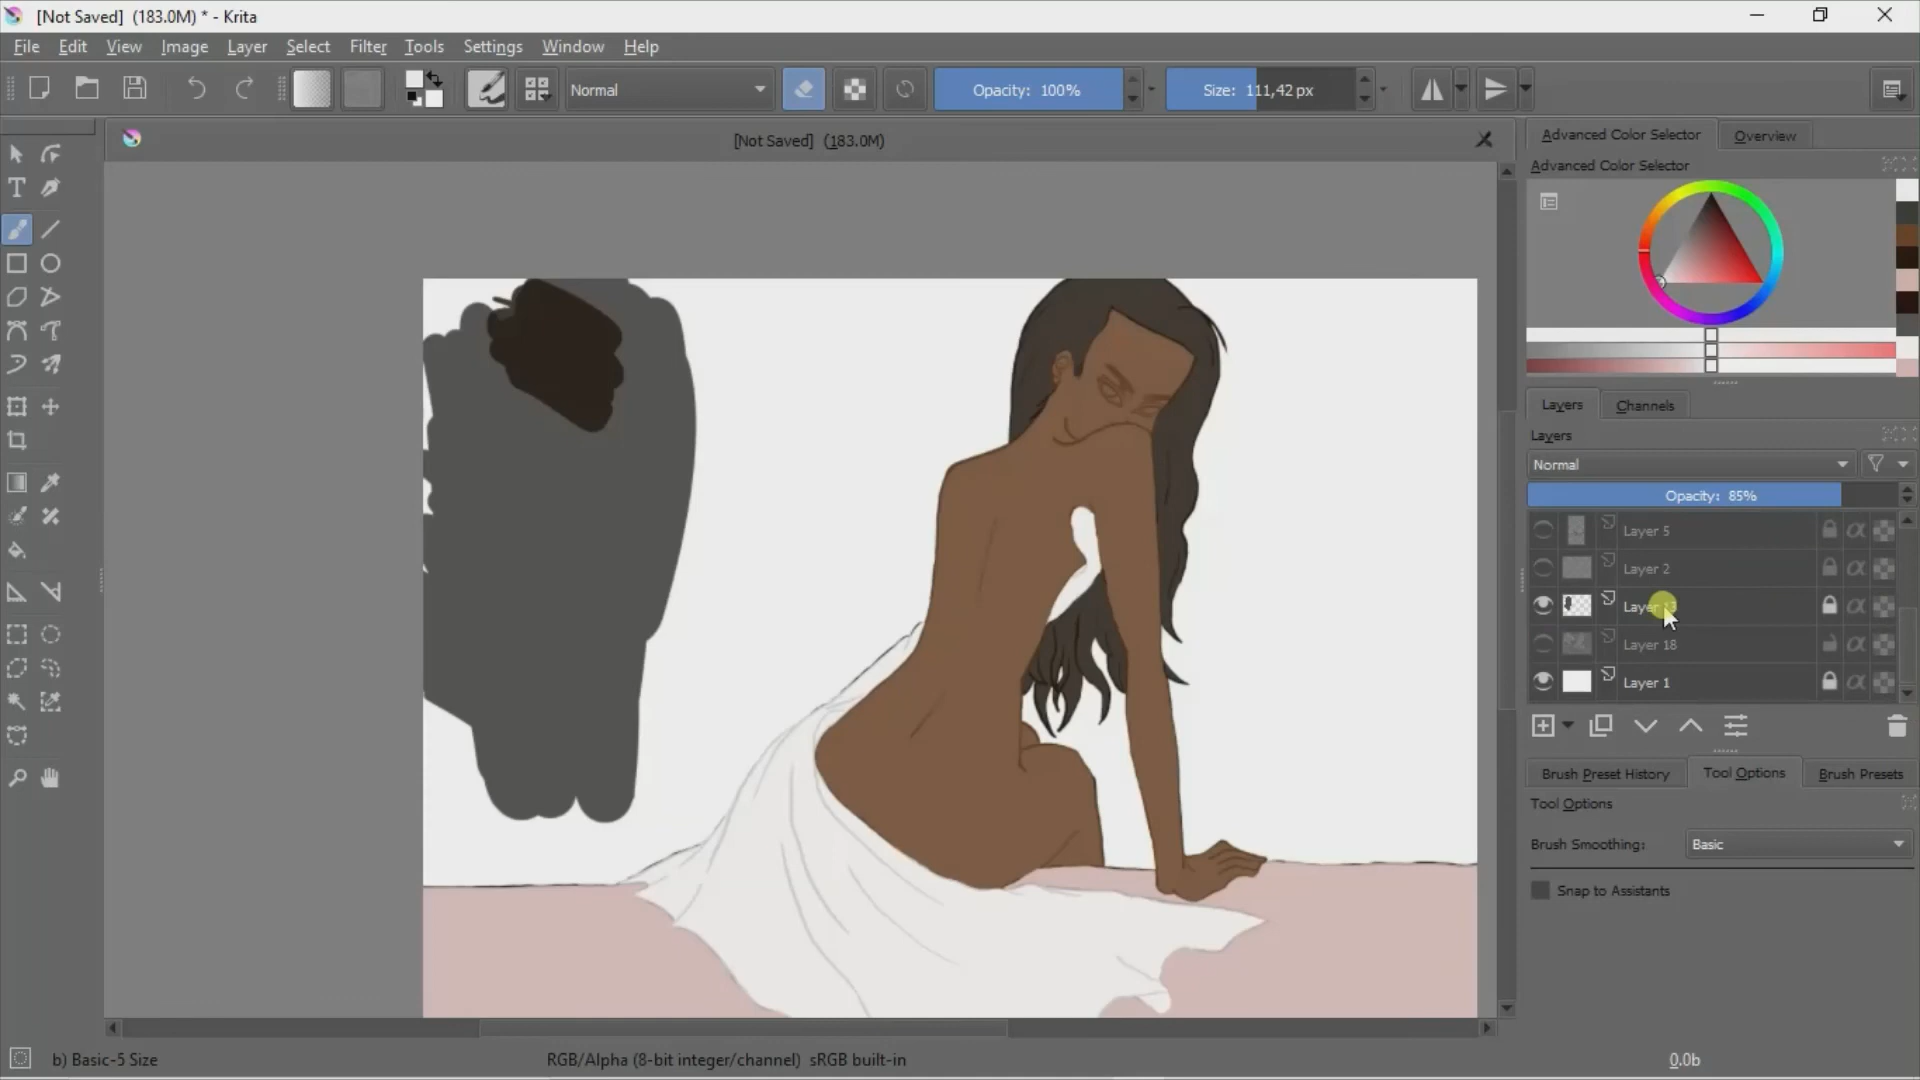 [Not Saved]  (183.0M) * - Krita
File Edit View Image Layer Select Filter Tools Settings Window Help
Normal
Opacity: 100%
Size: 111,42 px
[Not Saved]  (183.0M)
Advanced Color Selector
Overview
Advanced Color Selector
Layers
Channels
Layers
Normal
Opacity: 85%
Layer 5
Layer 2
Layer 13
Layer 18
Layer 1
Brush Preset History
Tool Options
Brush Presets
Tool Options
Brush Smoothing:
Basic
Snap to Assistants
b) Basic-5 Size
RGB/Alpha (8-bit integer/channel)  sRGB built-in
0.0b